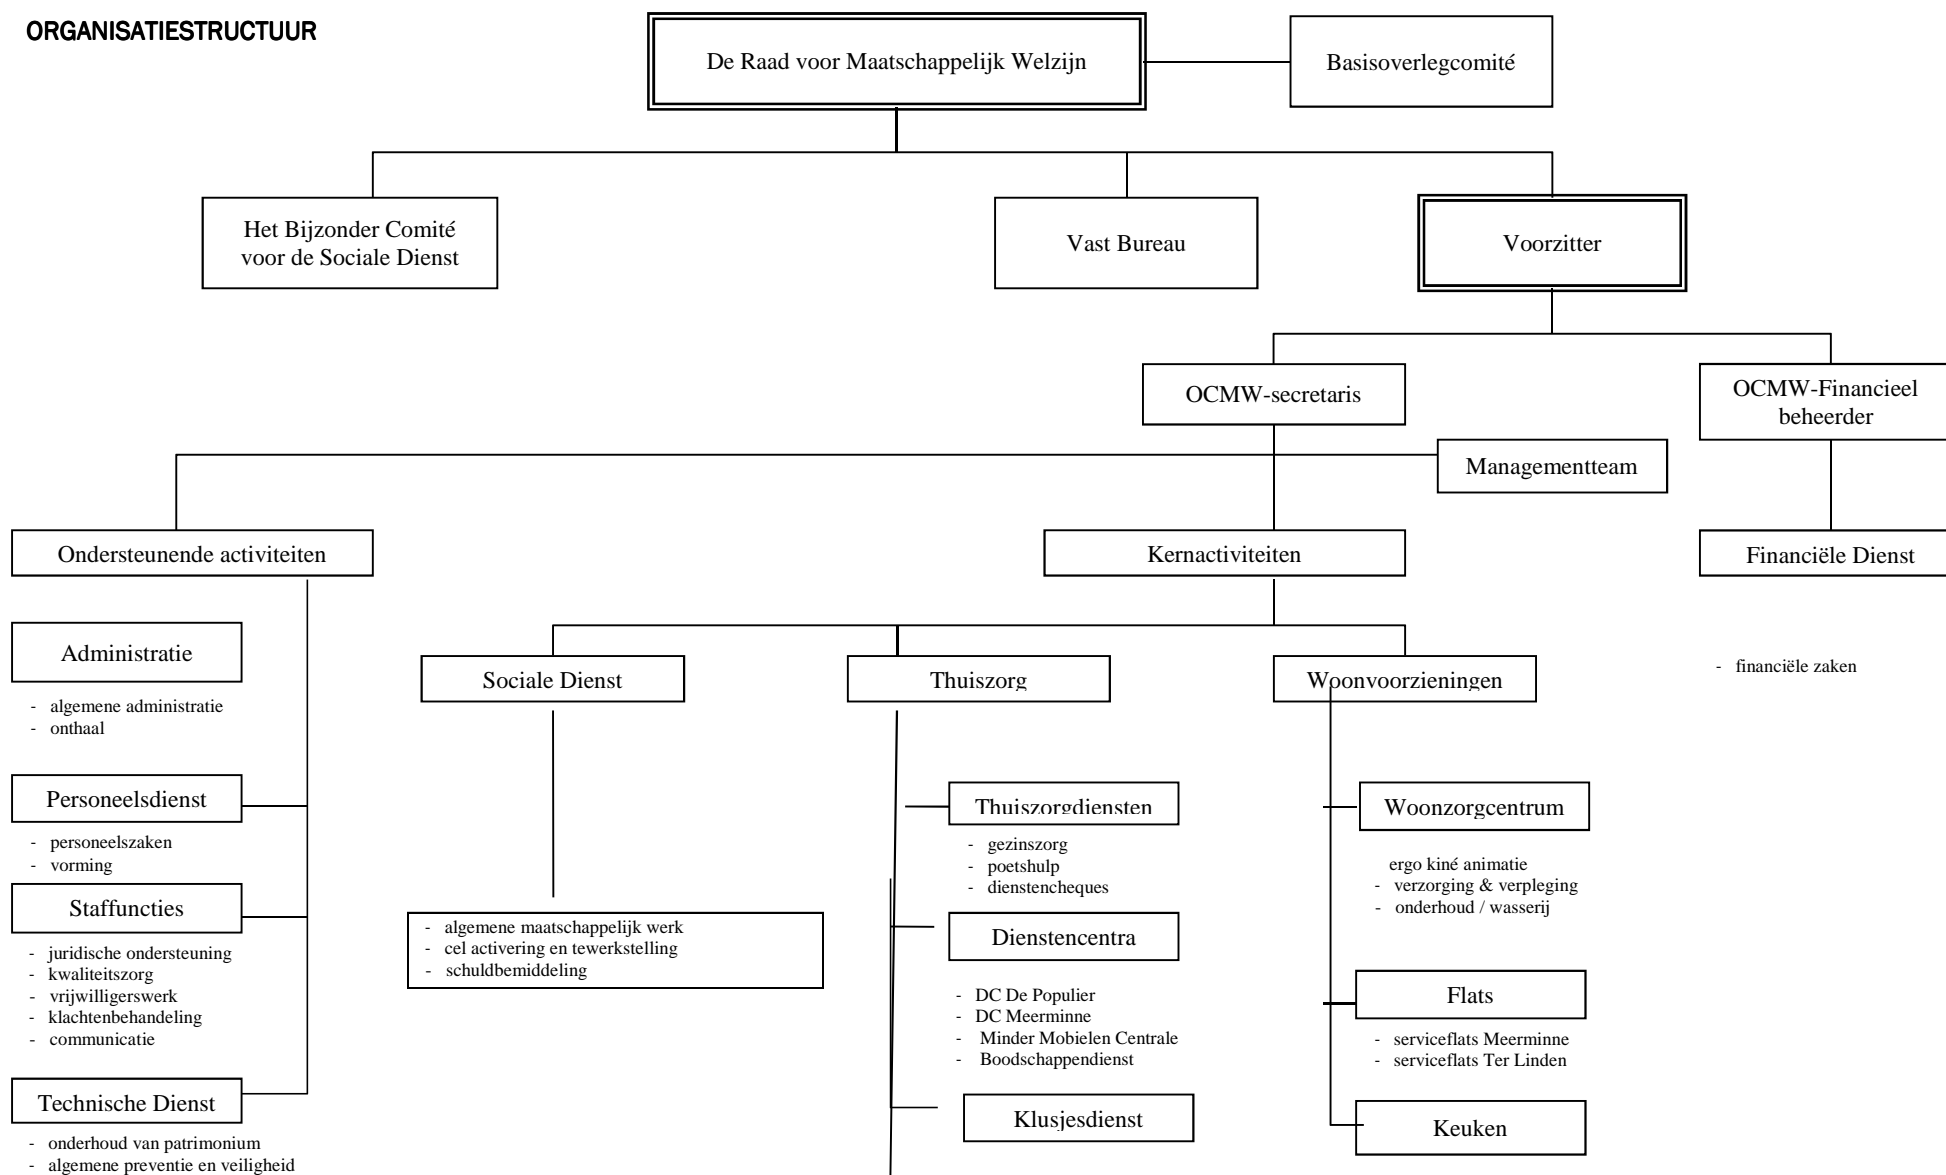 ORGANISATIESTRUCTUUR
De Raad voor Maatschappelijk Welzijn
Basisoverlegcomité
Het Bijzonder Comité
voor de Sociale Dienst
Vast Bureau
Voorzitter
OCMW-secretaris
OCMW-Financieel
beheerder
Managementteam
Ondersteunende activiteiten
Kernactiviteiten
Financiële Dienst
Administratie
- algemene administratie
- onthaal
Personeelsdienst
- personeelszaken
- vorming
Staffuncties
- juridische ondersteuning
- kwaliteitszorg
- vrijwilligerswerk
- klachtenbehandeling
- communicatie
Technische Dienst
- onderhoud van patrimonium
- algemene preventie en veiligheid
Sociale Dienst
- algemene maatschappelijk werk
- cel activering en tewerkstelling
- schuldbemiddeling
Thuiszorg
Thuiszorgdiensten
- gezinszorg
- poetshulp
- dienstencheques
Dienstencentra
- DC De Populier
- DC Meerminne
- Minder Mobielen Centrale
- Boodschappendienst
Klusjesdienst
Woonvoorzieningen
Woonzorgcentrum
ergo kiné animatie
- verzorging & verpleging
- onderhoud / wasserij
Flats
- serviceflats Meerminne
- serviceflats Ter Linden
Keuken
- financiële zaken